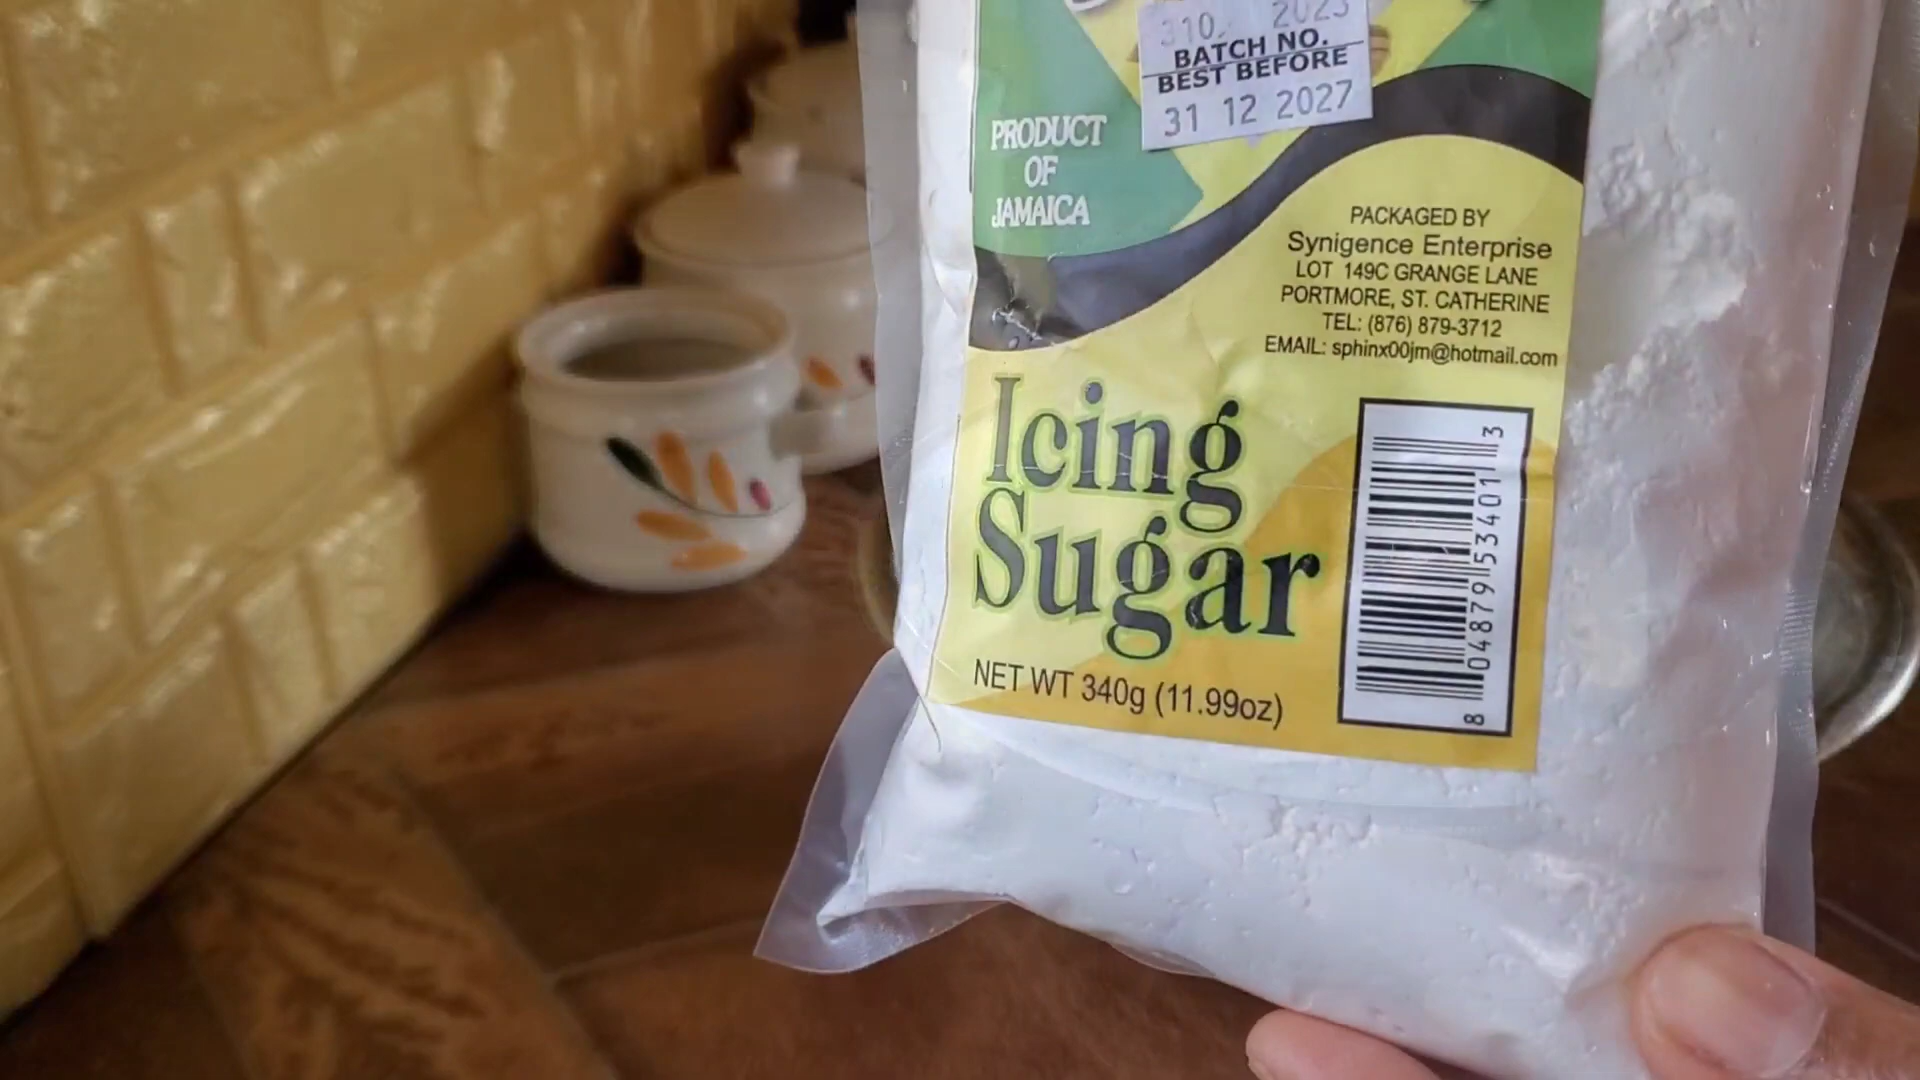 310. 2023
BATCH NO.
BEST BEFORE
31 12 2027
PRODUCT
OF
JAMAICA
PACKAGED BY
Synigence Enterprise
LOT 149C GRANGE LANE
PORTMORE, ST. CATHERINE
TEL: (876) 879-3712
EMAIL: sphinx00jm@hotmail.com
Icing
Sugar
NET WT 340g (11.99oz)
8 04879 53401 3